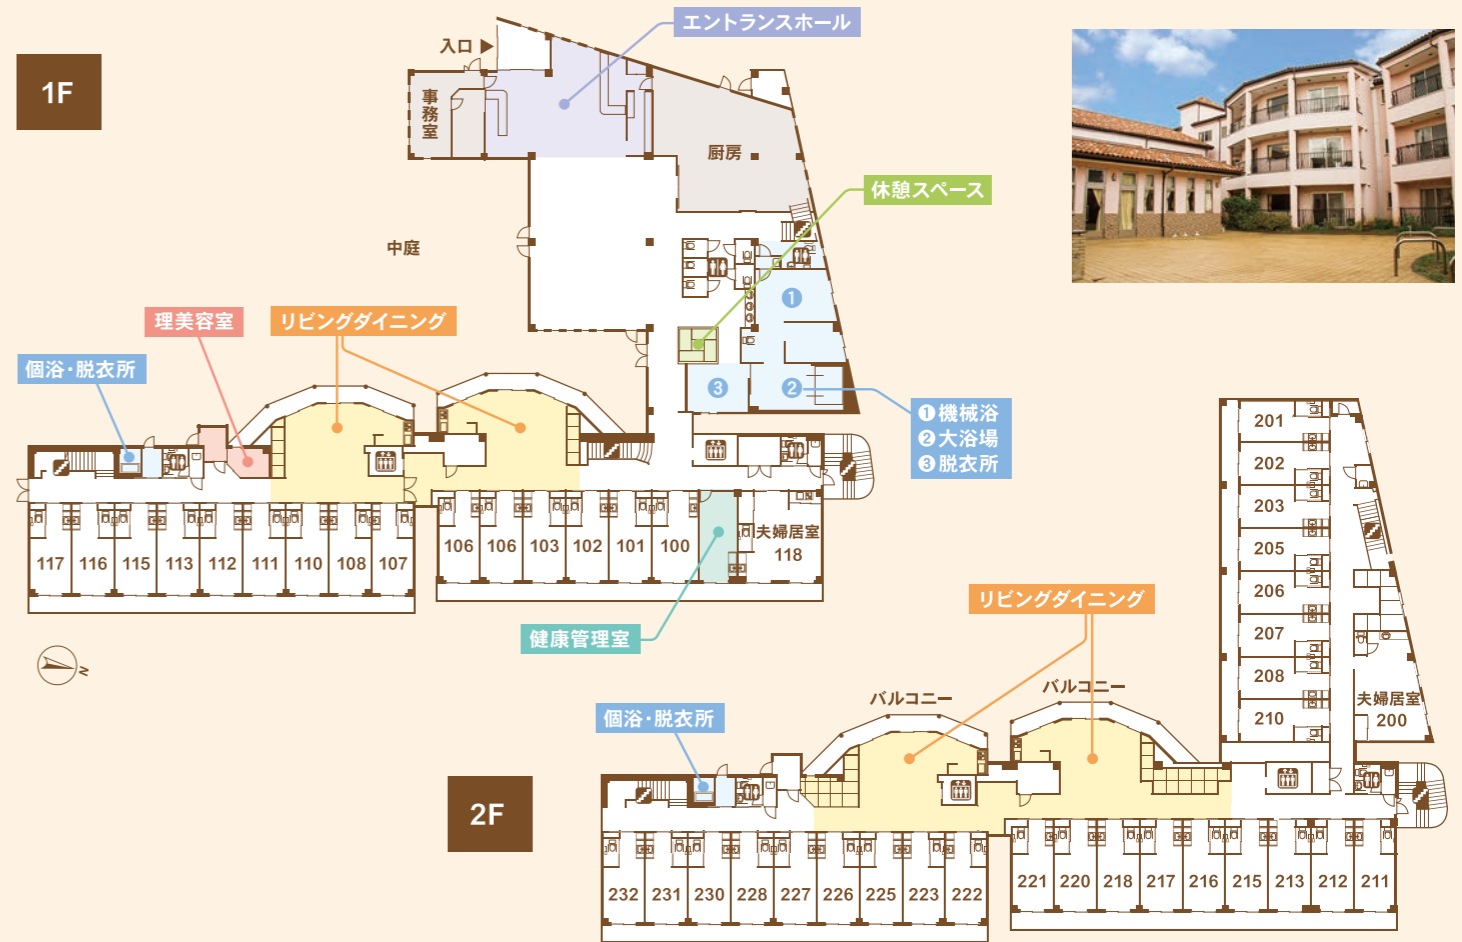 1F
入口 ▶
エントランスホール
事務室
厨房
休憩スペース
中庭
理美容室
リビングダイニング
個浴・脱衣所
❶
❷
❸
❶機械浴
❷大浴場
❸脱衣所
117 116 115 113 112 111 110 108 107
106 106 103 102 101 100
夫婦居室
118
健康管理室
N
2F
201
202
203
205
206
207
208
210
夫婦居室
200
リビングダイニング
バルコニー
バルコニー
個浴・脱衣所
232 231 230 228 227 226 225 223 222
221 220 218 217 216 215 213 212 211